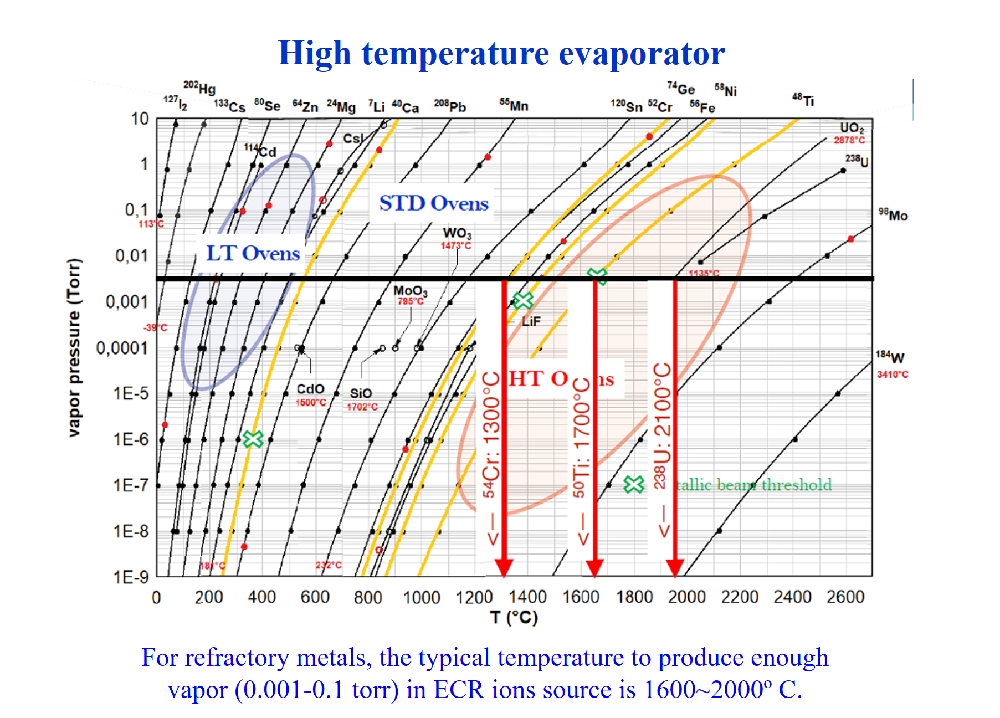 High temperature evaporator
127I2
202Hg
133Cs
80Se
64Zn
24Mg
7Li
40Ca
208Pb
55Mn
120Sn
52Cr
74Ge
56Fe
58Ni
48Ti
10
1
0,1
0,01
0,001
0,0001
1E-5
1E-6
1E-7
1E-8
1E-9
vapor pressure (Torr)
CsI
114Cd
UO2
2878°C
238U
98Mo
STD Ovens
113°C
WO3
1473°C
LT Ovens
1135°C
MoO3
795°C
LiF
-39°C
184W
3410°C
HT O
ns
CdO
1500°C
SiO
1702°C
<— 54Cr: 1300°C
<— 50Ti: 1700°C
<— 238U: 2100°C
tallic beam threshold
181°C
232°C
0 200 400 600 800 1000 1200 1400 1600 1800 2000 2200 2400 2600
T (°C)
For refractory metals, the typical temperature to produce enough
vapor (0.001-0.1 torr) in ECR ions source is 1600~2000º C.